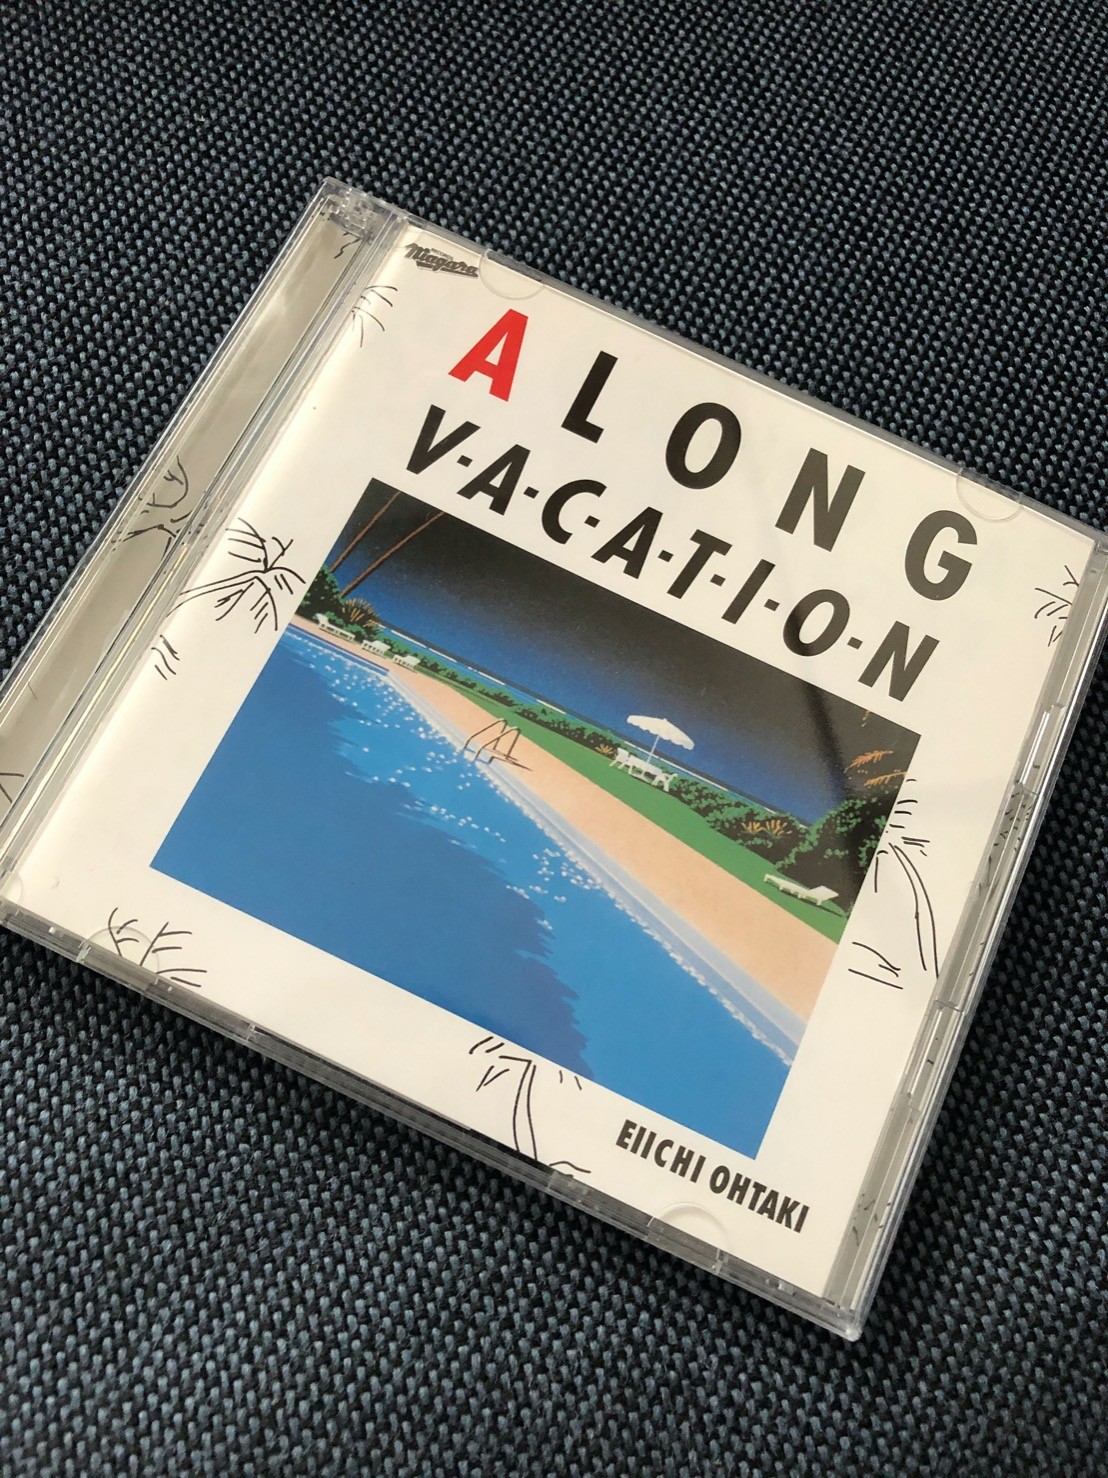 Niagara
A LONG
V·A·C·A·T·I·O·N
EIICHI OHTAKI